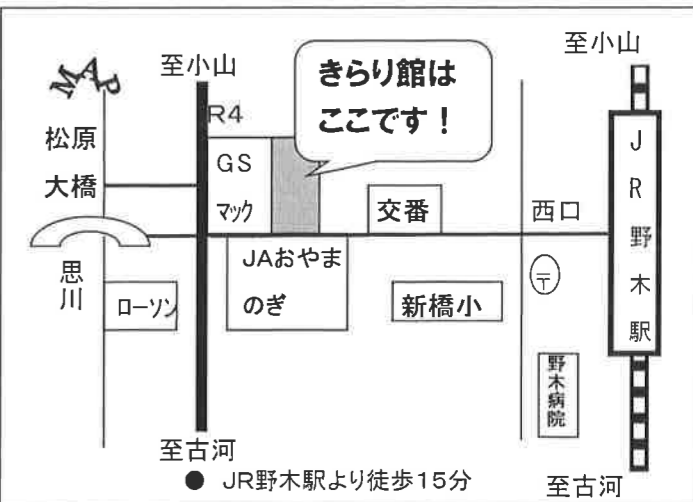 至小山
MAP
至小山
きらり館は
ここです！
R4
松原
大橋
GS
マック
交番
西口
JR野木駅
思川
JAおやま
のぎ
〒
ローソン
新橋小
野木病院
至古河
至古河
● JR野木駅より徒歩15分